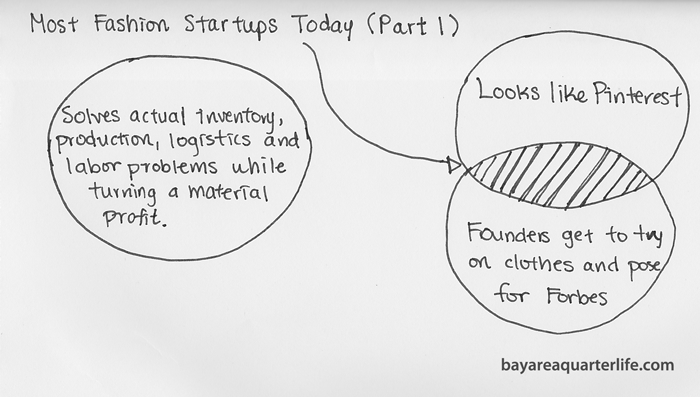 Most Fashion Startups Today (Part 1)
Solves actual inventory,
production, logistics and
labor problems while
turning a material
profit.
Looks like Pinterest
Founders get to try
on clothes and pose
for Forbes
bayareaquarterlife.com